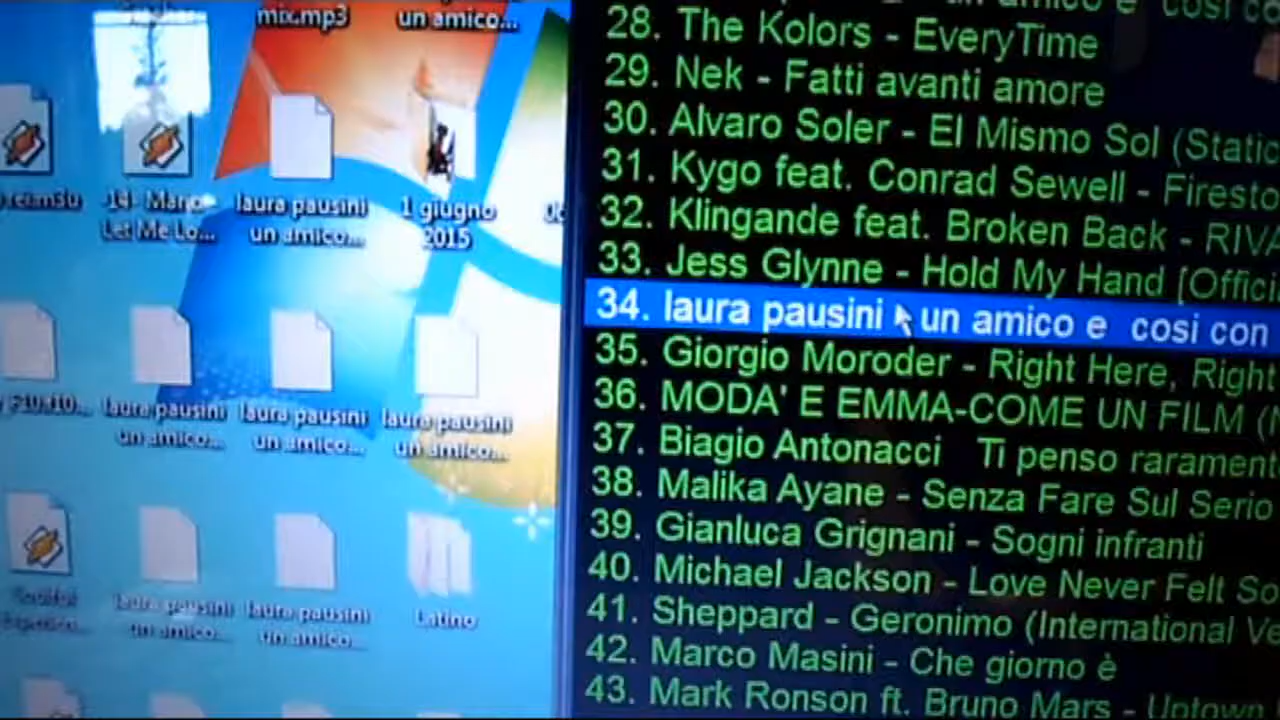 mix.mp3
un amico...
14- Mario
Let Me Lo...
laura pausini
un amico...
1 giugno
2015
laura pausini
un amico...
laura pausini
un amico...
laura pausini
un amico...
laura pausini
un amico...
laura pausini
un amico...
Latino
un amico e cosi co
28. The Kolors - EveryTime
29. Nek - Fatti avanti amore
30. Alvaro Soler - El Mismo Sol (Static
31. Kygo feat. Conrad Sewell - Firesto
32. Klingande feat. Broken Back - RIVA
33. Jess Glynne - Hold My Hand [Offici
34. laura pausini un amico e cosi con
35. Giorgio Moroder - Right Here, Right
36. MODA' E EMMA-COME UN FILM (
37. Biagio Antonacci Ti penso rarament
38. Malika Ayane - Senza Fare Sul Serio
39. Gianluca Grignani - Sogni infranti
40. Michael Jackson - Love Never Felt So
41. Sheppard - Geronimo (International Ve
42. Marco Masini - Che giorno è
43. Mark Ronson ft. Bruno Mars - Uptown